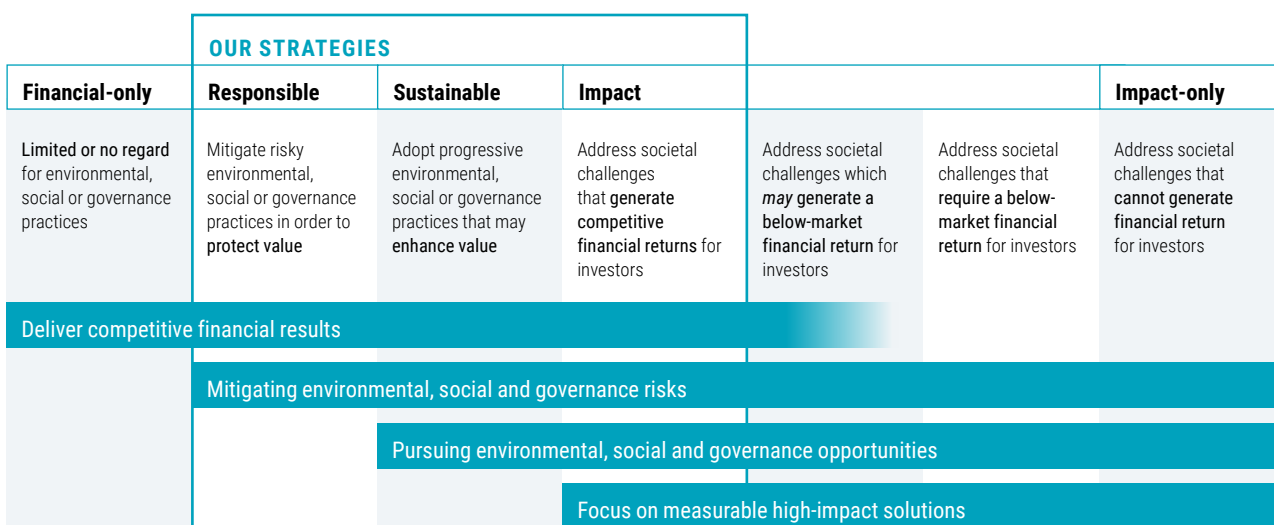 OUR STRATEGIES
Financial-only
Responsible
Sustainable
Impact
Impact-only
Limited or no regard
for environmental,
social or governance
practices
Mitigate risky
environmental,
social or governance
practices in order to
protect value
Adopt progressive
environmental,
social or governance
practices that may
enhance value
Address societal
challenges
that generate
competitive
financial returns for
investors
Address societal
challenges which
may generate a
below-market
financial return for
investors
Address societal
challenges that
require a below-
market financial
return for investors
Address societal
challenges that
cannot generate
financial return
for investors
Deliver competitive financial results
Mitigating environmental, social and governance risks
Pursuing environmental, social and governance opportunities
Focus on measurable high-impact solutions